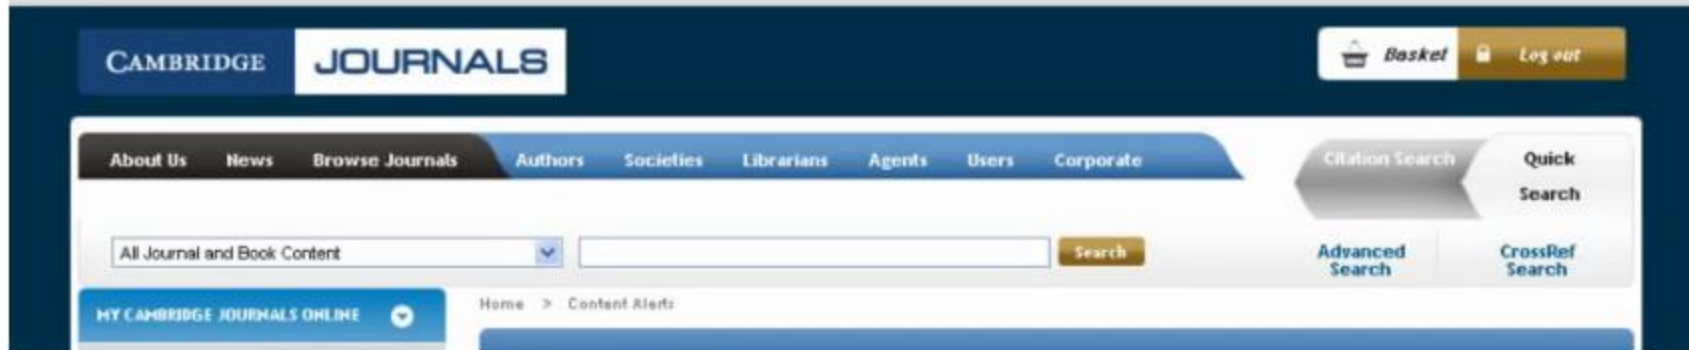 CAMBRIDGE JOURNALS
Basket Log out
About Us News Browse Journals Authors Societies Librarians Agents Users Corporate
Citation Search Quick Search
All Journal and Book Content Search
Advanced Search CrossRef Search
MY CAMBRIDGE JOURNALS ONLINE
Home > Content Alerts